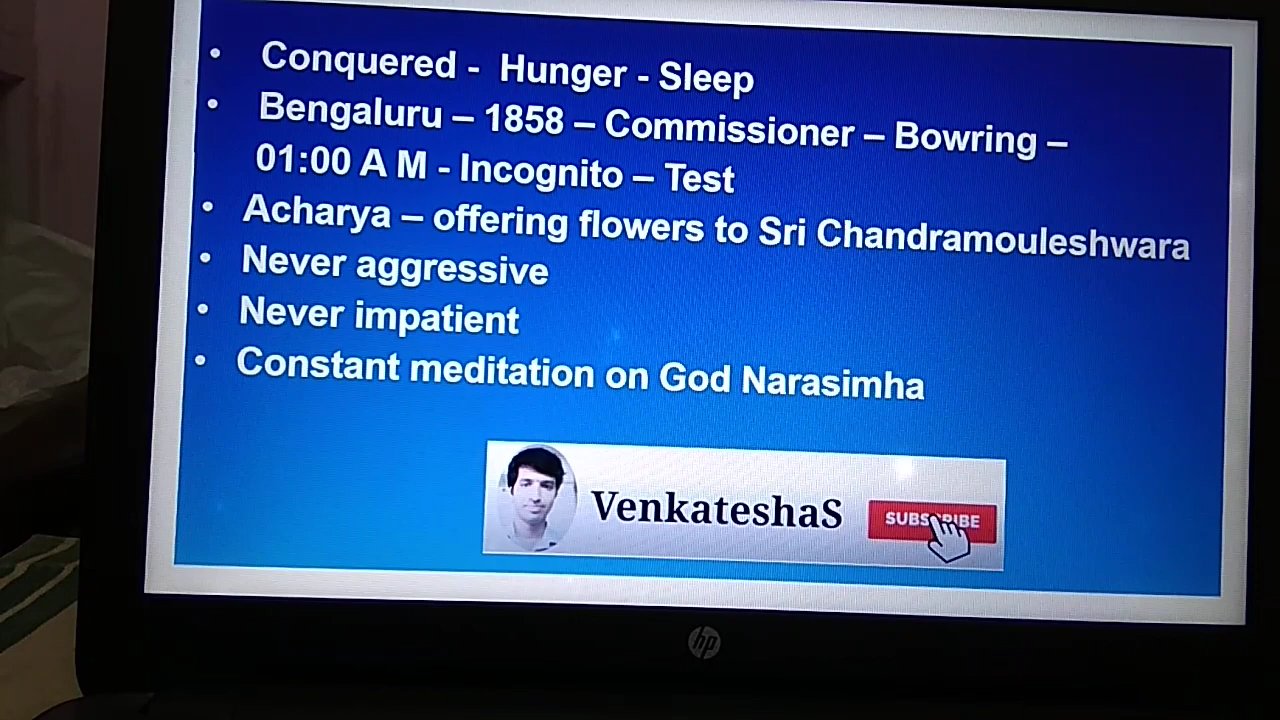 • Conquered - Hunger - Sleep
• Bengaluru – 1858 – Commissioner – Bowring –
01:00 A M - Incognito – Test
• Acharya – offering flowers to Sri Chandramouleshwara
• Never aggressive
• Never impatient
• Constant meditation on God Narasimha
VenkateshaS
SUBSCRIBE
hp